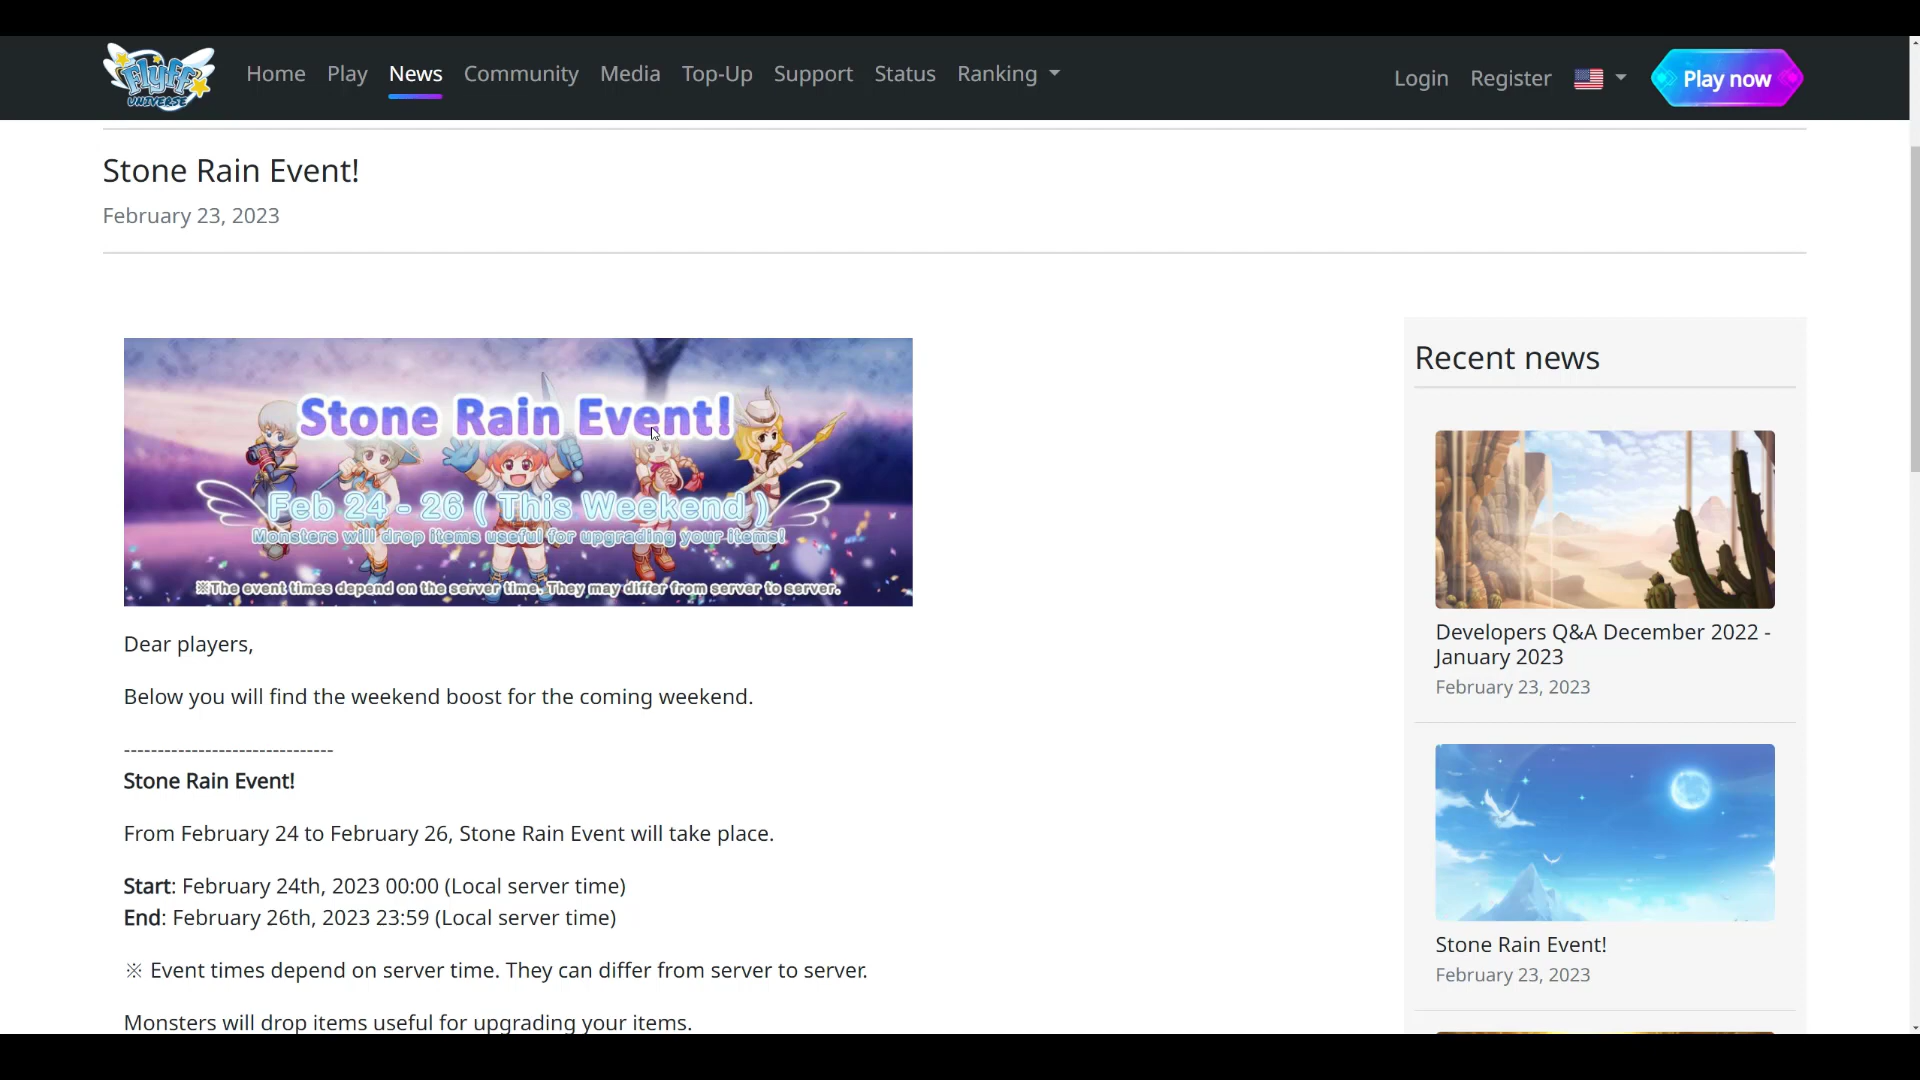 Flyff
UNIVERSE
Home Play News Community Media Top-Up Support Status Ranking
Login Register Play now
Stone Rain Event!
February 23, 2023
Stone Rain Event!
Feb 24 - 26 ( This Weekend )
Monsters will drop items useful for upgrading your items!
※The event times depend on the server time. They may differ from server to server.
Dear players,
Below you will find the weekend boost for the coming weekend.
-------------------------------
Stone Rain Event!
From February 24 to February 26, Stone Rain Event will take place.
Start: February 24th, 2023 00:00 (Local server time)
End: February 26th, 2023 23:59 (Local server time)
※ Event times depend on server time. They can differ from server to server.
Monsters will drop items useful for upgrading your items.
Recent news
Developers Q&A December 2022 -
January 2023
February 23, 2023
Stone Rain Event!
February 23, 2023